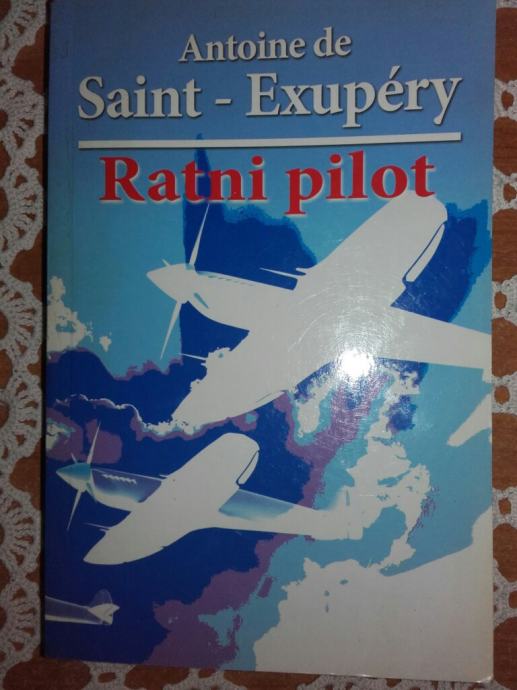 Antoine de
Saint - Exupéry
Ratni pilot